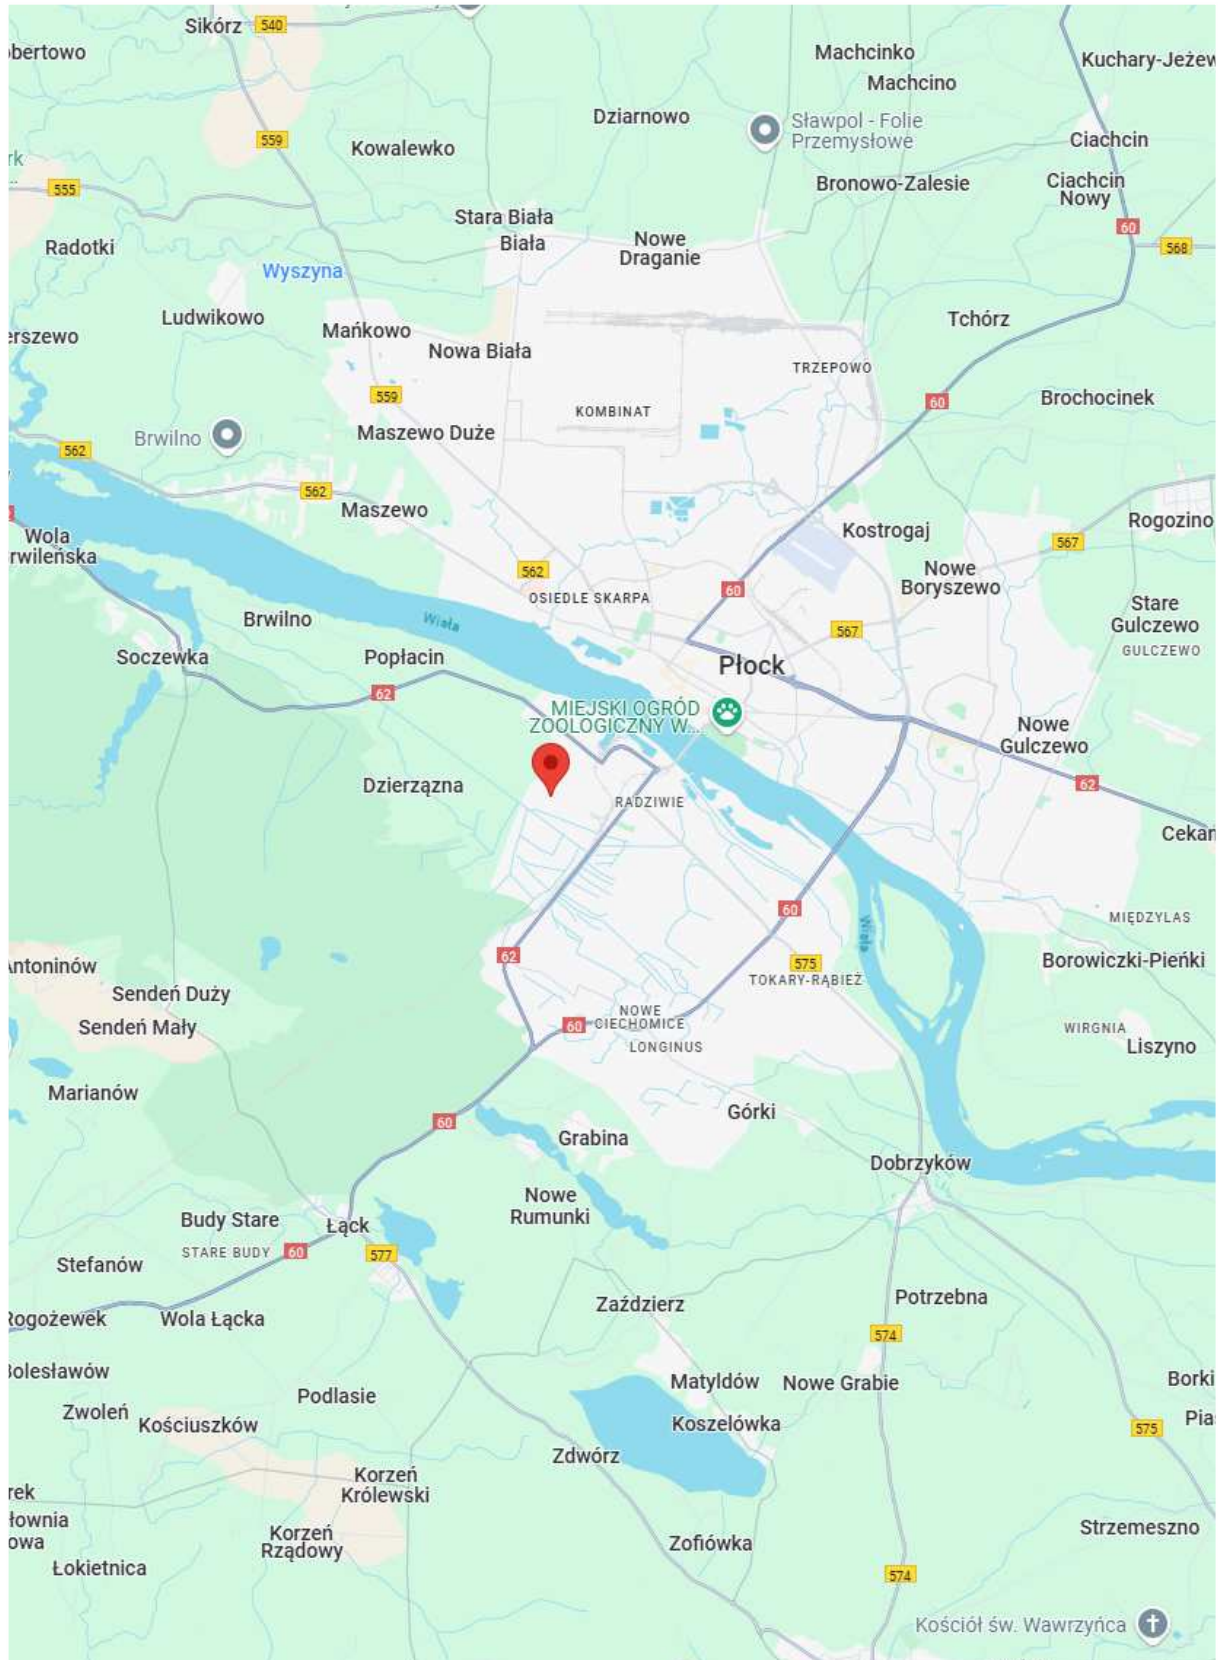 Sikórz
540
obertowo
Machcinko
Kuchary-Jeżew
Machcino
Dziarnowo
Sławpol - Folie
Przemysłowe
559
Kowalewko
Ciachcin
rk
555
Bronowo-Zalesie
Ciachcin
Nowy
Stara Biała
Biała
60
568
Radotki
Nowe
Draganie
Wyszyna
Ludwikowo
Mańkowo
Tchórz
erszewo
Nowa Biała
TRZEPOWO
559
60
Brochocinek
KOMBINAT
Brwilno
Maszewo Duże
562
562
Maszewo
Rogozino
Wola
rwileńska
Kostrogaj
567
562
Nowe
Boryszewo
60
OSIEDLE SKARPA
Stare
Gulczewo
Brwilno
Wisła
567
GULCZEWO
Soczewka
Popłacin
Płock
62
MIEJSKI OGRÓD
ZOOLOGICZNY W...
Nowe
Gulczewo
Dzierzązna
62
RADZIWIE
Cekan
60
MIĘDZYLAS
Wisła
62
575
Borowiczki-Pieńki
Antoninów
TOKARY-RĄBIEŻ
Sendeń Duży
Sendeń Mały
NOWE
CIECHOMICE
60
WIRGNIA
LONGINUS
Liszyno
Marianów
Górki
60
Grabina
Dobrzyków
Nowe
Rumunki
Budy Stare
Łąck
STARE BUDY
60
577
Stefanów
Potrzebna
Zaździerz
Rogożewek
Wola Łącka
574
Bolesławów
Matyldów
Nowe Grabie
Borki
Podlasie
Zwoleń
Kościuszków
Koszelówka
Pia
575
Zdwórz
Korzeń
Królewski
rek
łownia
owa
Korzeń
Rządowy
Strzemeszno
Zofiówka
Łokietnica
574
Kościół św. Wawrzyńca